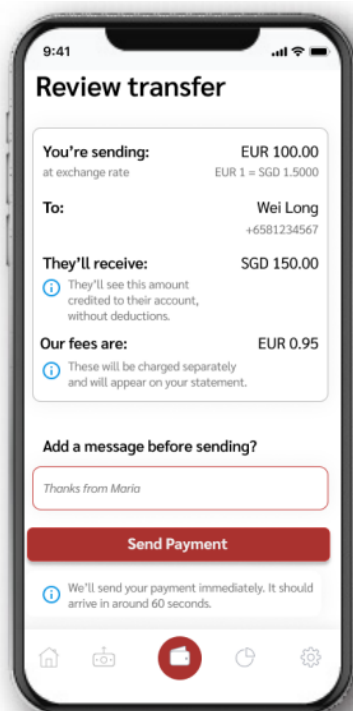 9:41
Review transfer
You're sending: EUR 100.00
at exchange rate EUR 1 = SGD 1.5000
To: Wei Long
+6581234567
They'll receive: SGD 150.00
They'll see this amount
credited to their account,
without deductions.
Our fees are: EUR 0.95
These will be charged separately
and will appear on your statement.
Add a message before sending?
Thanks from Maria
Send Payment
We'll send your payment immediately. It should
arrive in around 60 seconds.